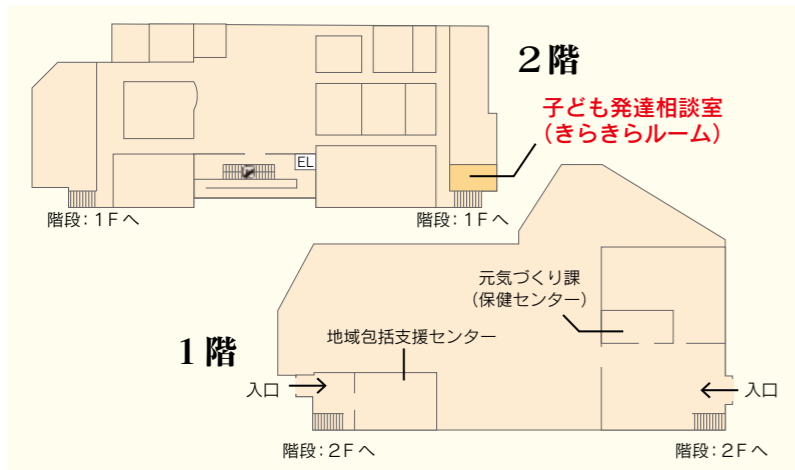 2階
子ども発達相談室
(きらきらルーム)
EL
階段:1Fへ
階段:1Fへ
元気づくり課
(保健センター)
1階
地域包括支援センター
入口
入口
階段:2Fへ
階段:2Fへ